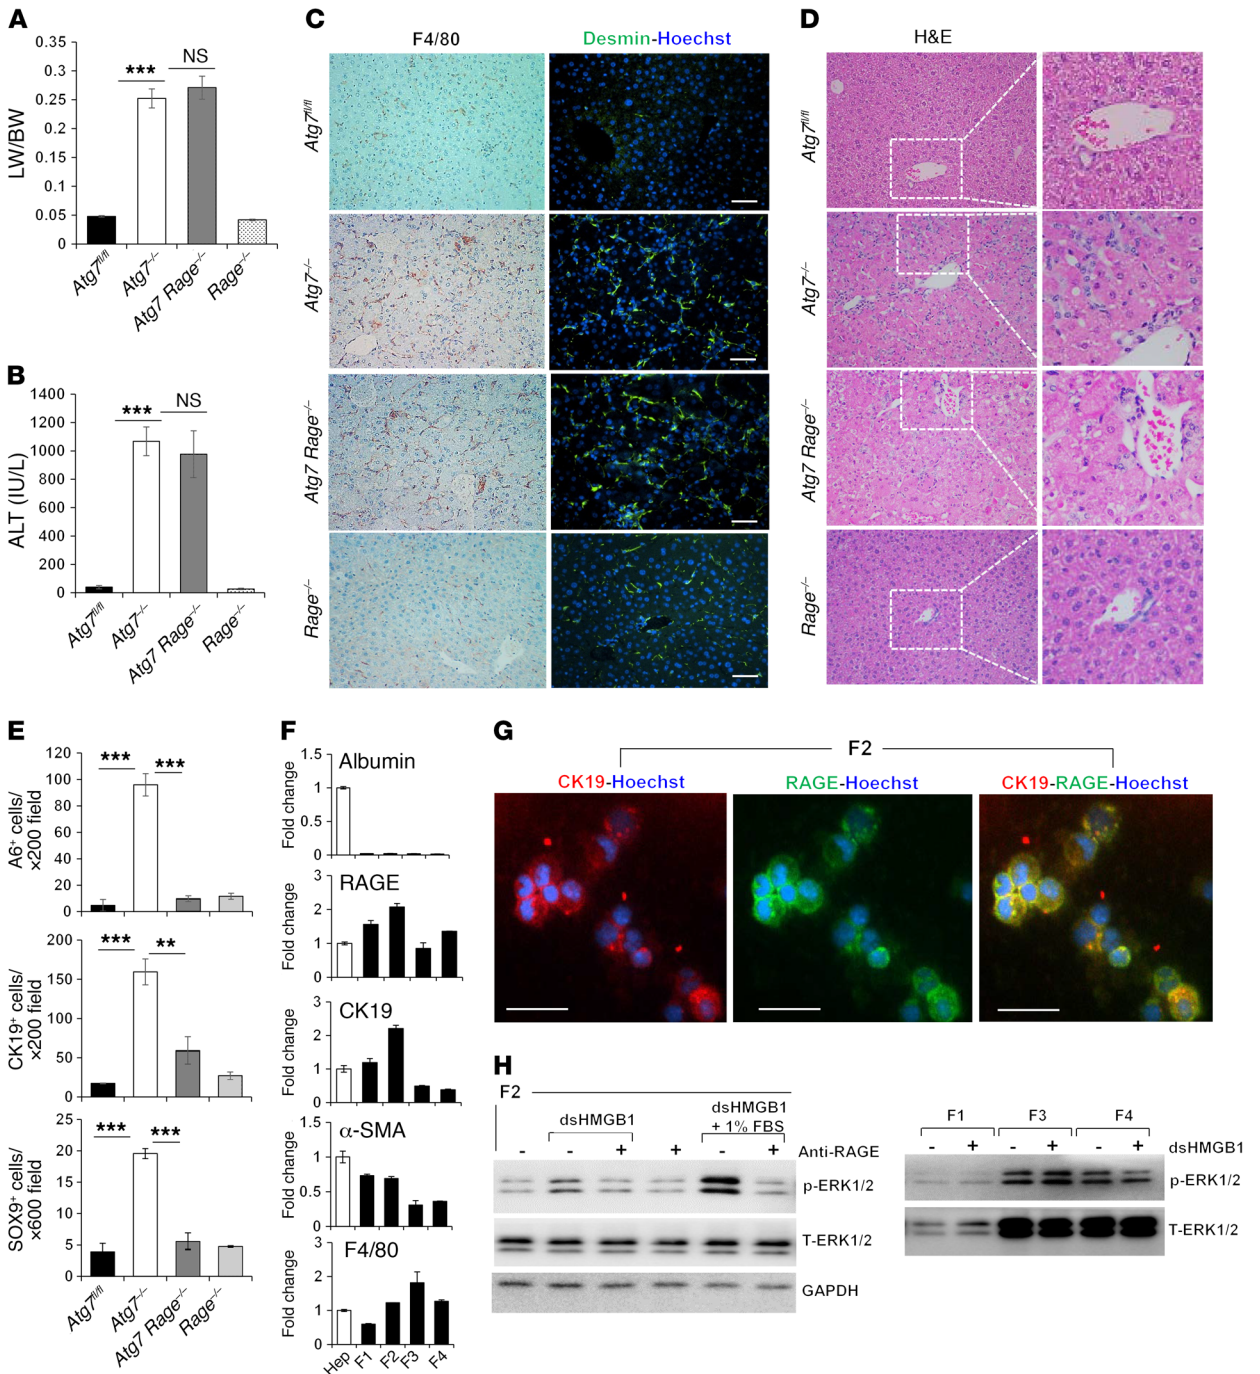 A
0.35
0.3
0.25
0.2
0.15
0.1
0.05
0
LW/BW
***
NS
Atg7fl/fl
Atg7–/–
Atg7 Rage–/–
Rage–/–
B
1400
1200
1000
800
600
400
200
0
ALT (IU/L)
***
NS
Atg7fl/fl
Atg7–/–
Atg7 Rage–/–
Rage–/–
C
F4/80
Desmin-Hoechst
Atg7fl/fl
Atg7–/–
Atg7 Rage–/–
Rage–/–
D
H&E
Atg7fl/fl
Atg7–/–
Atg7 Rage–/–
Rage–/–
E
120
100
80
60
40
20
0
A6+ cells/
×200 field
***
***
200
150
100
50
0
CK19+ cells/
×200 field
***
**
25
20
15
10
5
0
SOX9+ cells/
×600 field
***
***
Atg7fl/fl
Atg7–/–
Atg7 Rage–/–
Rage–/–
F
Albumin
1.5
1
0.5
0
Fold change
RAGE
3
2
1
0
Fold change
CK19
3
2
1
0
Fold change
α-SMA
1.5
1
0.5
0
Fold change
F4/80
3
2
1
0
Fold change
Hep
F1
F2
F3
F4
G
F2
CK19-Hoechst
RAGE-Hoechst
CK19-RAGE-Hoechst
H
F2
dsHMGB1
dsHMGB1
+ 1% FBS
- - + + - + Anti-RAGE
p-ERK1/2
T-ERK1/2
GAPDH
F1 F3 F4
- + - + - + dsHMGB1
p-ERK1/2
T-ERK1/2